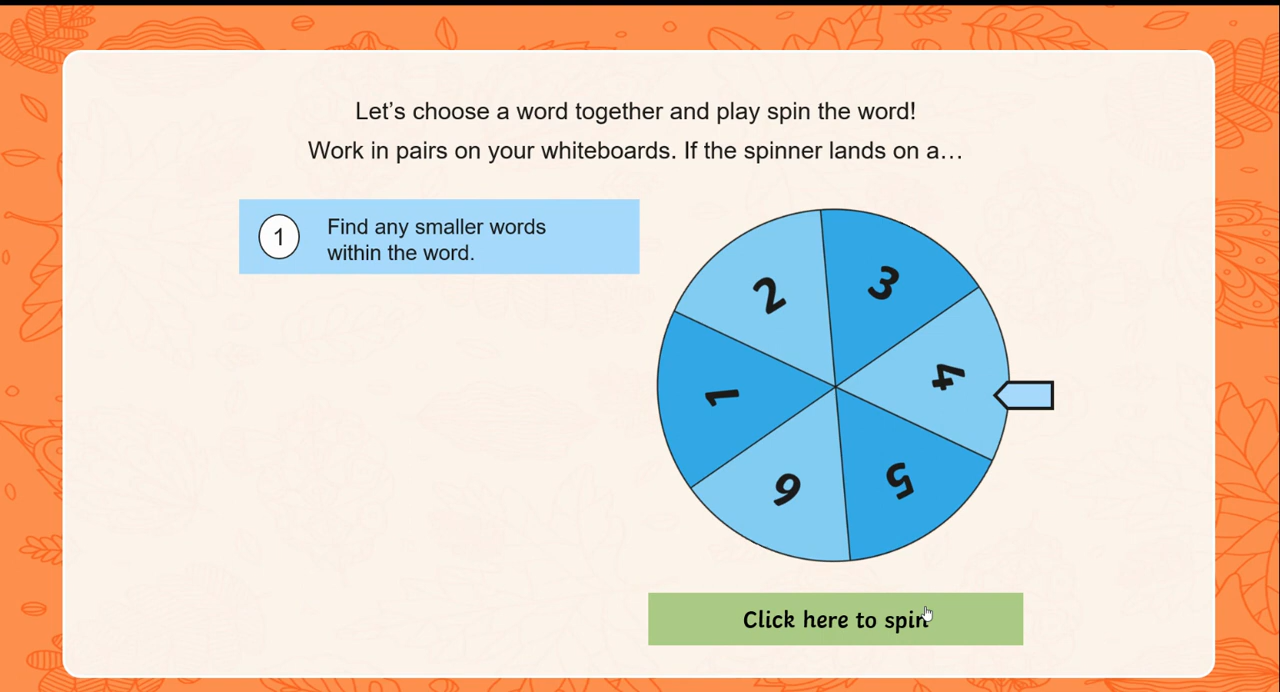 Let's choose a word together and play spin the word!
Work in pairs on your whiteboards. If the spinner lands on a…
1 Find any smaller words
within the word.
2
3
1
4
6
5
Click here to spin